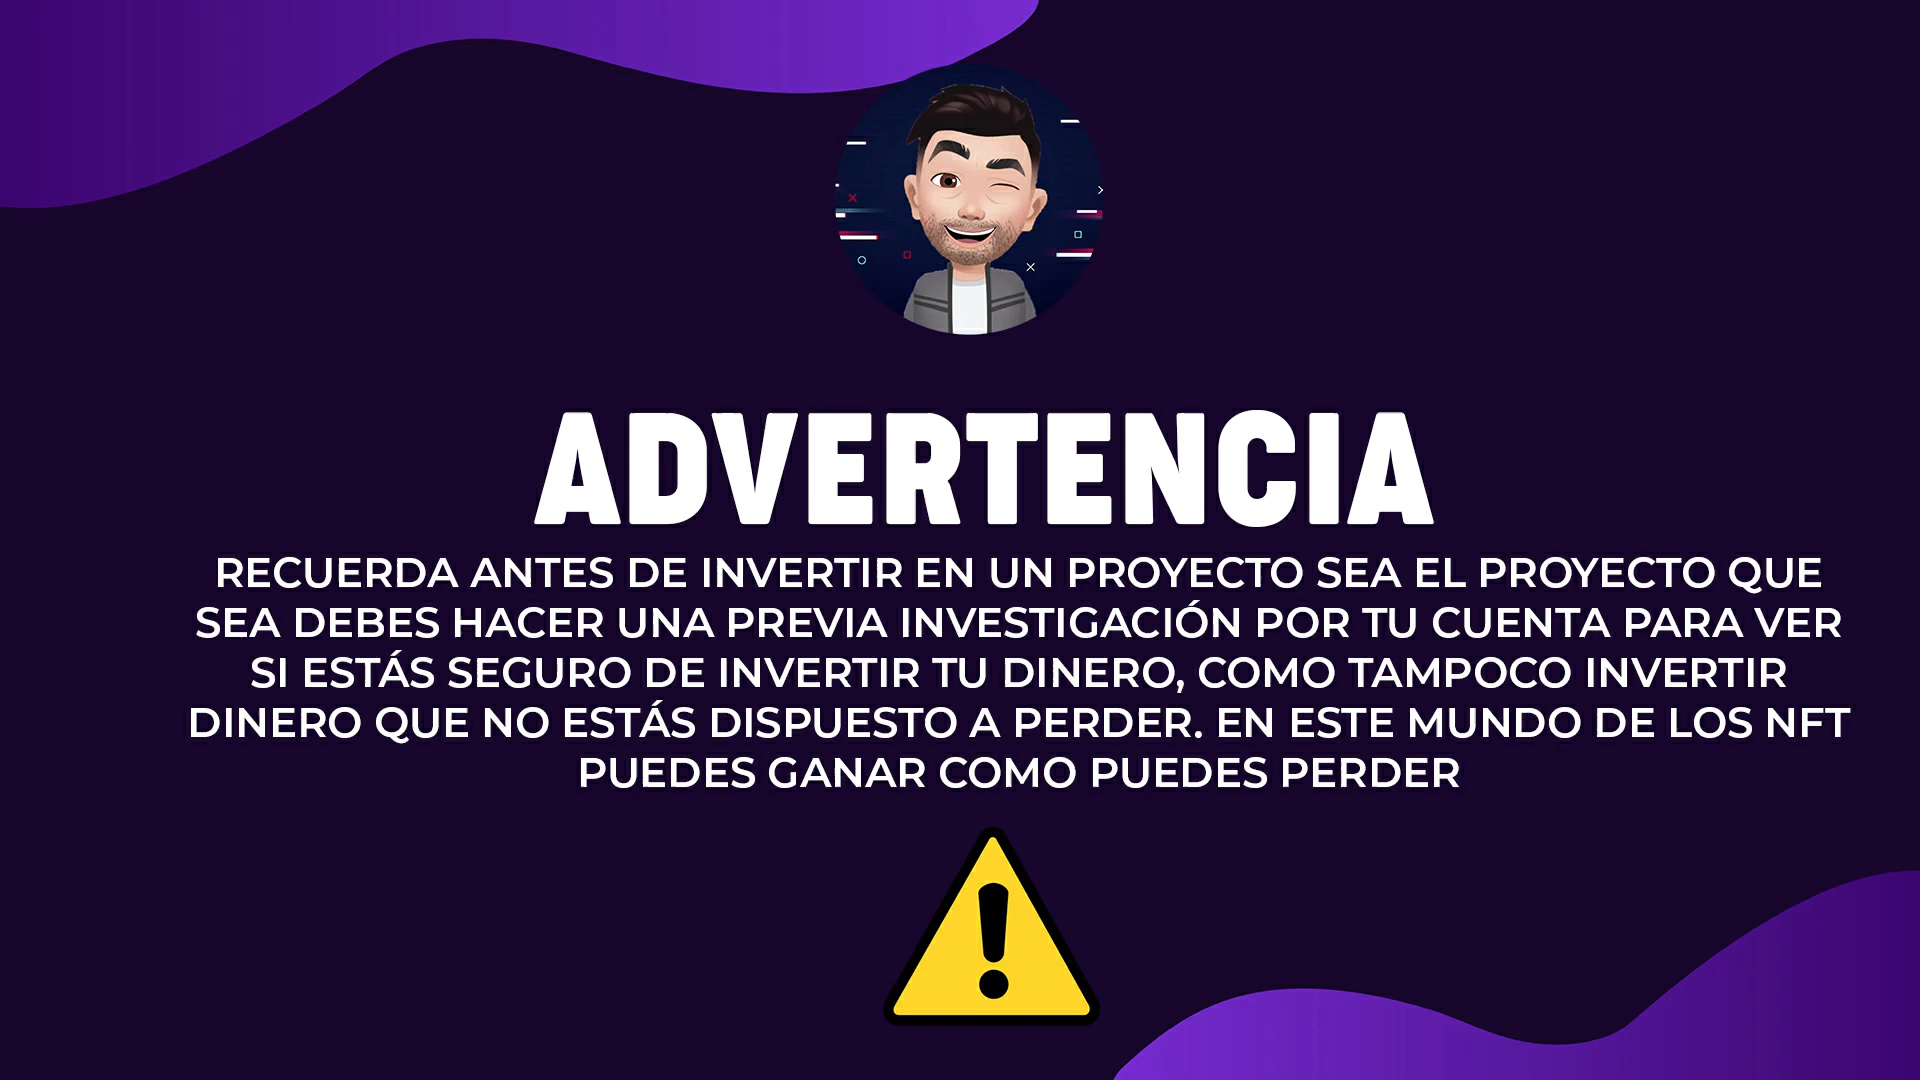 ADVERTENCIA
RECUERDA ANTES DE INVERTIR EN UN PROYECTO SEA EL PROYECTO QUE
SEA DEBES HACER UNA PREVIA INVESTIGACIÓN POR TU CUENTA PARA VER
SI ESTÁS SEGURO DE INVERTIR TU DINERO, COMO TAMPOCO INVERTIR
DINERO QUE NO ESTÁS DISPUESTO A PERDER. EN ESTE MUNDO DE LOS NFT
PUEDES GANAR COMO PUEDES PERDER